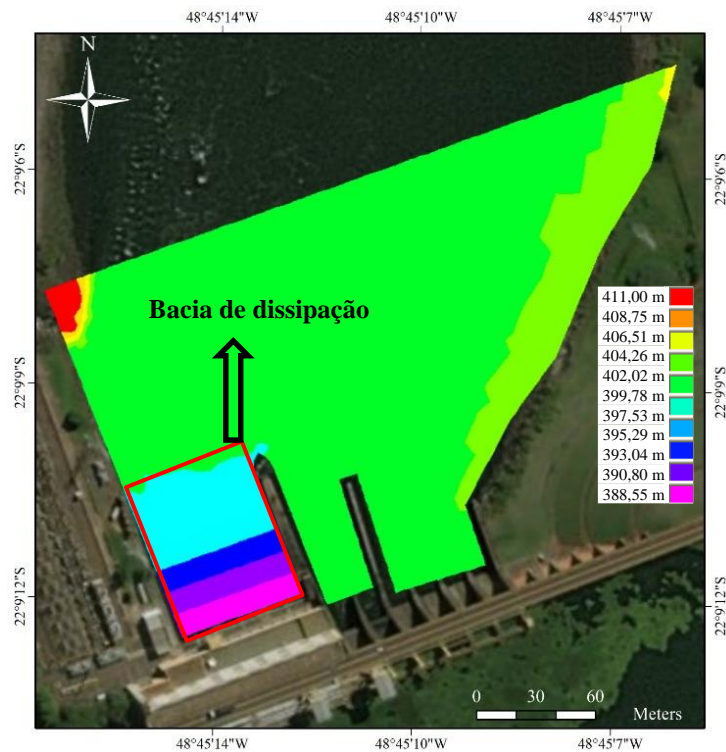 48°45'14"W 48°45'10"W 48°45'7"W
N
22°9'6"S
22°9'6"S
Bacia de dissipação
411,00 m
408,75 m
406,51 m
404,26 m
402,02 m
399,78 m
397,53 m
395,29 m
393,04 m
390,80 m
388,55 m
22°9'9"S
22°9'9"S
22°9'12"S
22°9'12"S
0 30 60
Meters
48°45'14"W 48°45'10"W 48°45'7"W